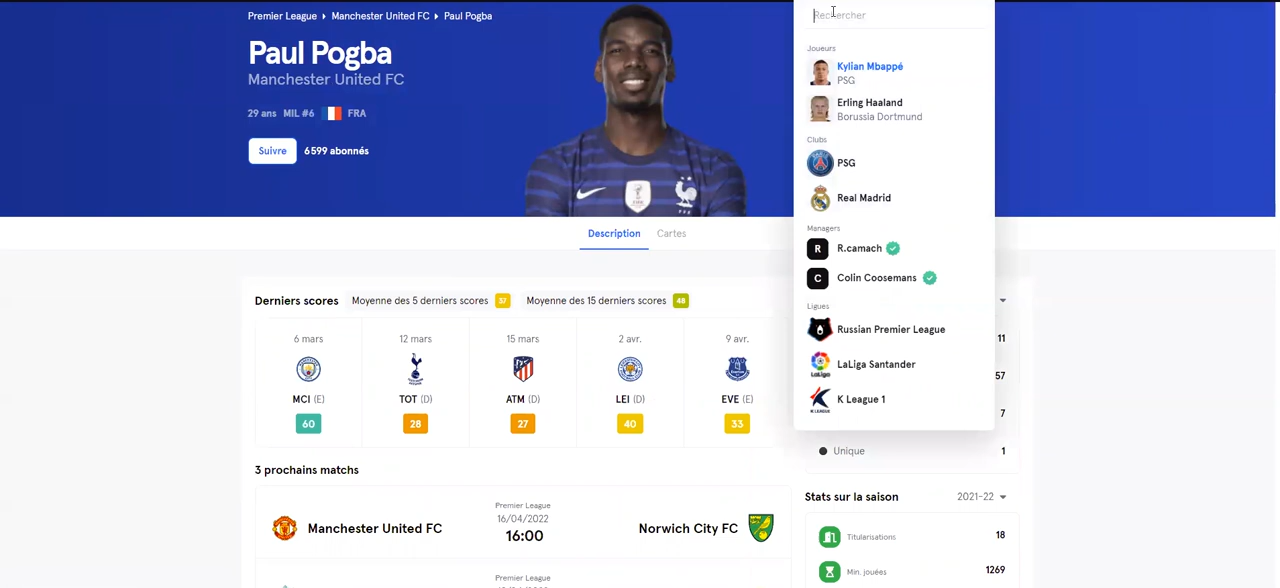 Premier League ▸ Manchester United FC ▸ Paul Pogba
Paul Pogba
Manchester United FC
29 ans MIL #6 FRA
Suivre 6 599 abonnés
Rechercher
Joueurs
Kylian Mbappé
PSG
Erling Haaland
Borussia Dortmund
Clubs
PSG
Real Madrid
Managers
R R.camach
C Colin Coosemans
Ligues
Russian Premier League
LaLiga Santander
K League 1
Description Cartes
Derniers scores Moyenne des 5 derniers scores 37 Moyenne des 15 derniers scores 48
6 mars 12 mars 15 mars 2 avr. 9 avr.
MCI (E) TOT (D) ATM (D) LEI (D) EVE (E)
60 28 27 40 33
11
57
7
Unique 1
3 prochains matchs
Premier League
16/04/2022
16:00
Manchester United FC Norwich City FC
Premier League
Stats sur la saison 2021-22
Titularisations 18
Min. jouées 1269